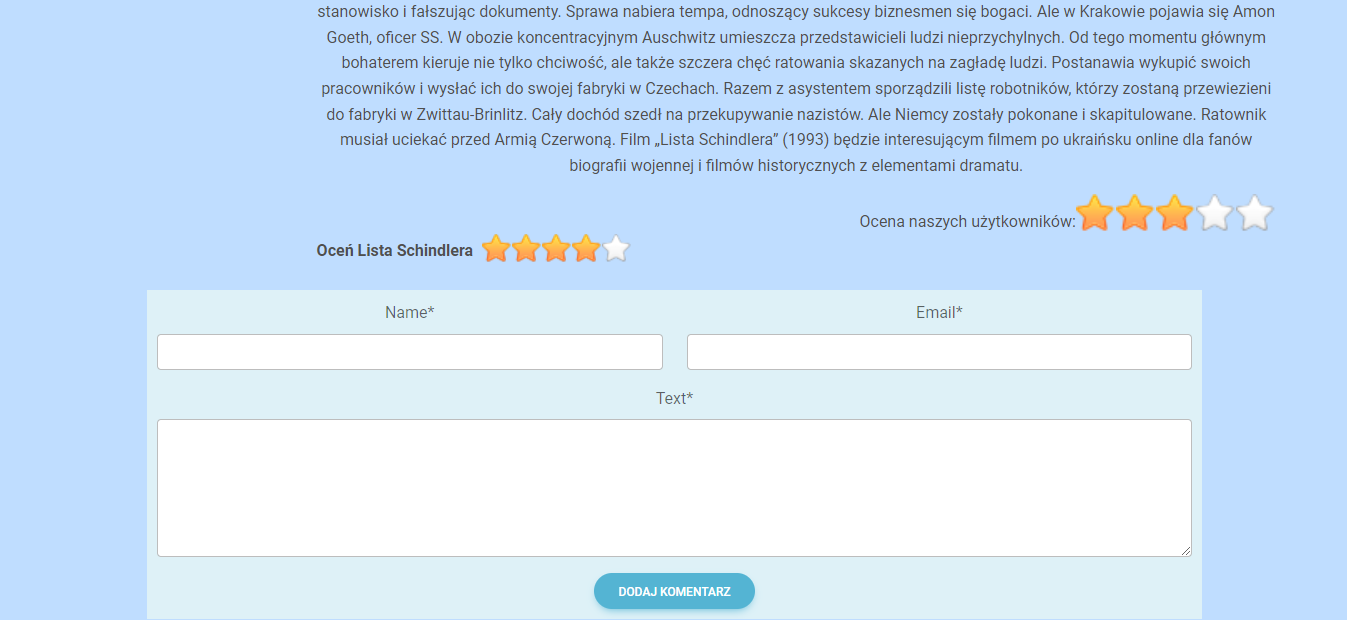 stanowisko i fałszując dokumenty. Sprawa nabiera tempa, odnoszący sukcesy biznesmen się bogaci. Ale w Krakowie pojawia się Amon
Goeth, oficer SS. W obozie koncentracyjnym Auschwitz umieszcza przedstawicieli ludzi nieprzychylnych. Od tego momentu głównym
bohaterem kieruje nie tylko chciwość, ale także szczera chęć ratowania skazanych na zagładę ludzi. Postanawia wykupić swoich
pracowników i wysłać ich do swojej fabryki w Czechach. Razem z asystentem sporządzili listę robotników, którzy zostaną przewiezieni
do fabryki w Zwittau-Brinlitz. Cały dochód szedł na przekupywanie nazistów. Ale Niemcy zostały pokonane i skapitulowane. Ratownik
musiał uciekać przed Armią Czerwoną. Film „Lista Schindlera” (1993) będzie interesującym filmem po ukraińsku online dla fanów
biografii wojennej i filmów historycznych z elementami dramatu.
Ocena naszych użytkowników:
Oceń Lista Schindlera
Name*
Email*
Text*
DODAJ KOMENTARZ